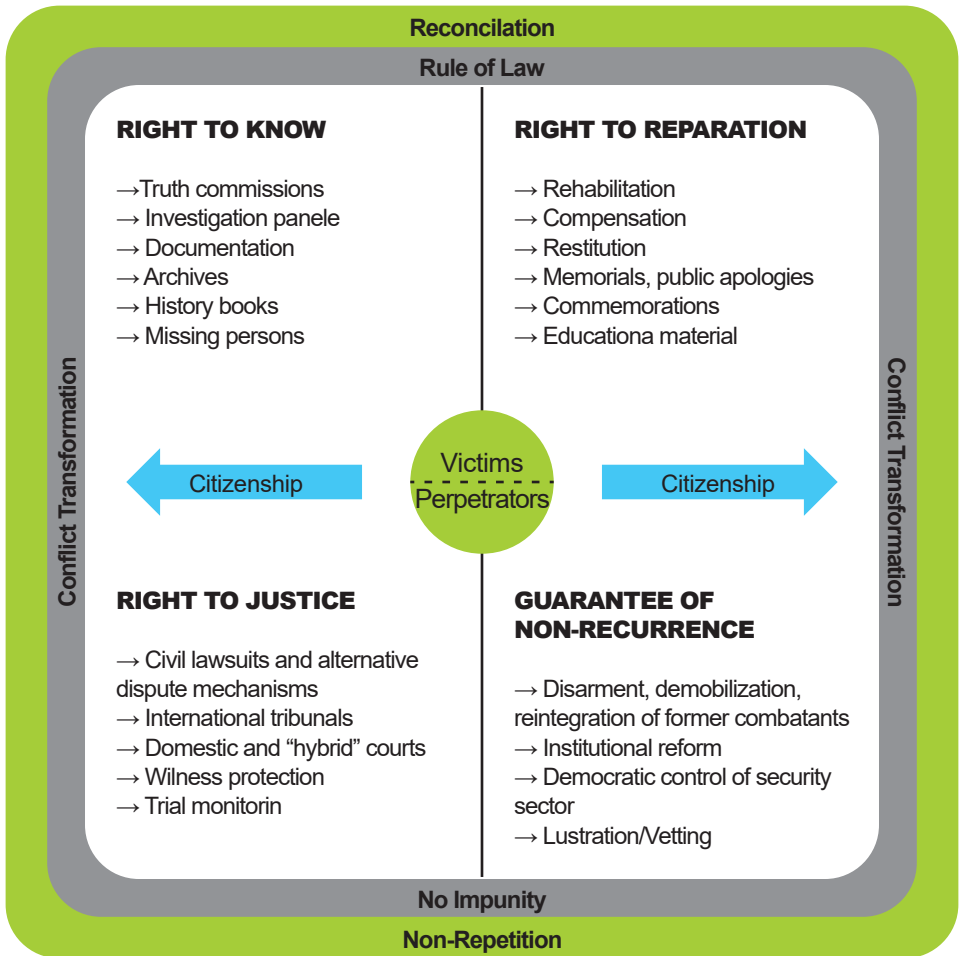 Reconcilation
Rule of Law
RIGHT TO KNOW
→Truth commissions
→ Investigation panele
→ Documentation
→ Archives
→ History books
→ Missing persons
RIGHT TO REPARATION
→ Rehabilitation
→ Compensation
→ Restitution
→ Memorials, public apologies
→ Commemorations
→ Educationa material
Conflict Transformation
Citizenship
Victims
Perpetrators
Citizenship
Conflict Transformation
RIGHT TO JUSTICE
→ Civil lawsuits and alternative
dispute mechanisms
→ International tribunals
→ Domestic and “hybrid” courts
→ Wilness protection
→ Trial monitorin
GUARANTEE OF
NON-RECURRENCE
→ Disarment, demobilization,
reintegration of former combatants
→ Institutional reform
→ Democratic control of security
sector
→ Lustration/Vetting
No Impunity
Non-Repetition